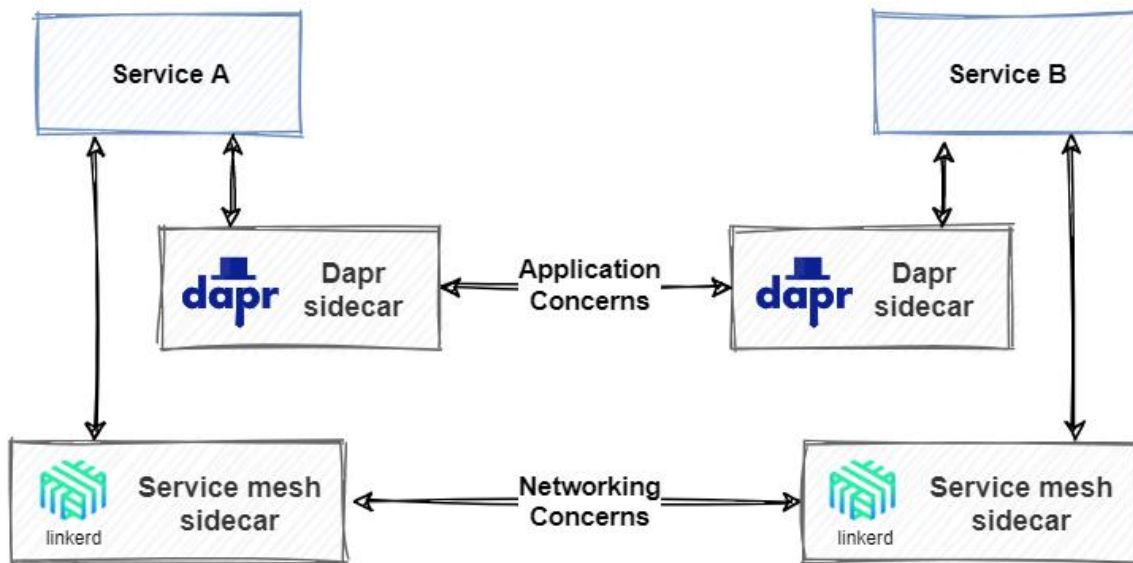 Service A
Service B
dapr
Dapr
sidecar
Application
Concerns
dapr
Dapr
sidecar
linkerd
Service mesh
sidecar
Networking
Concerns
linkerd
Service mesh
sidecar